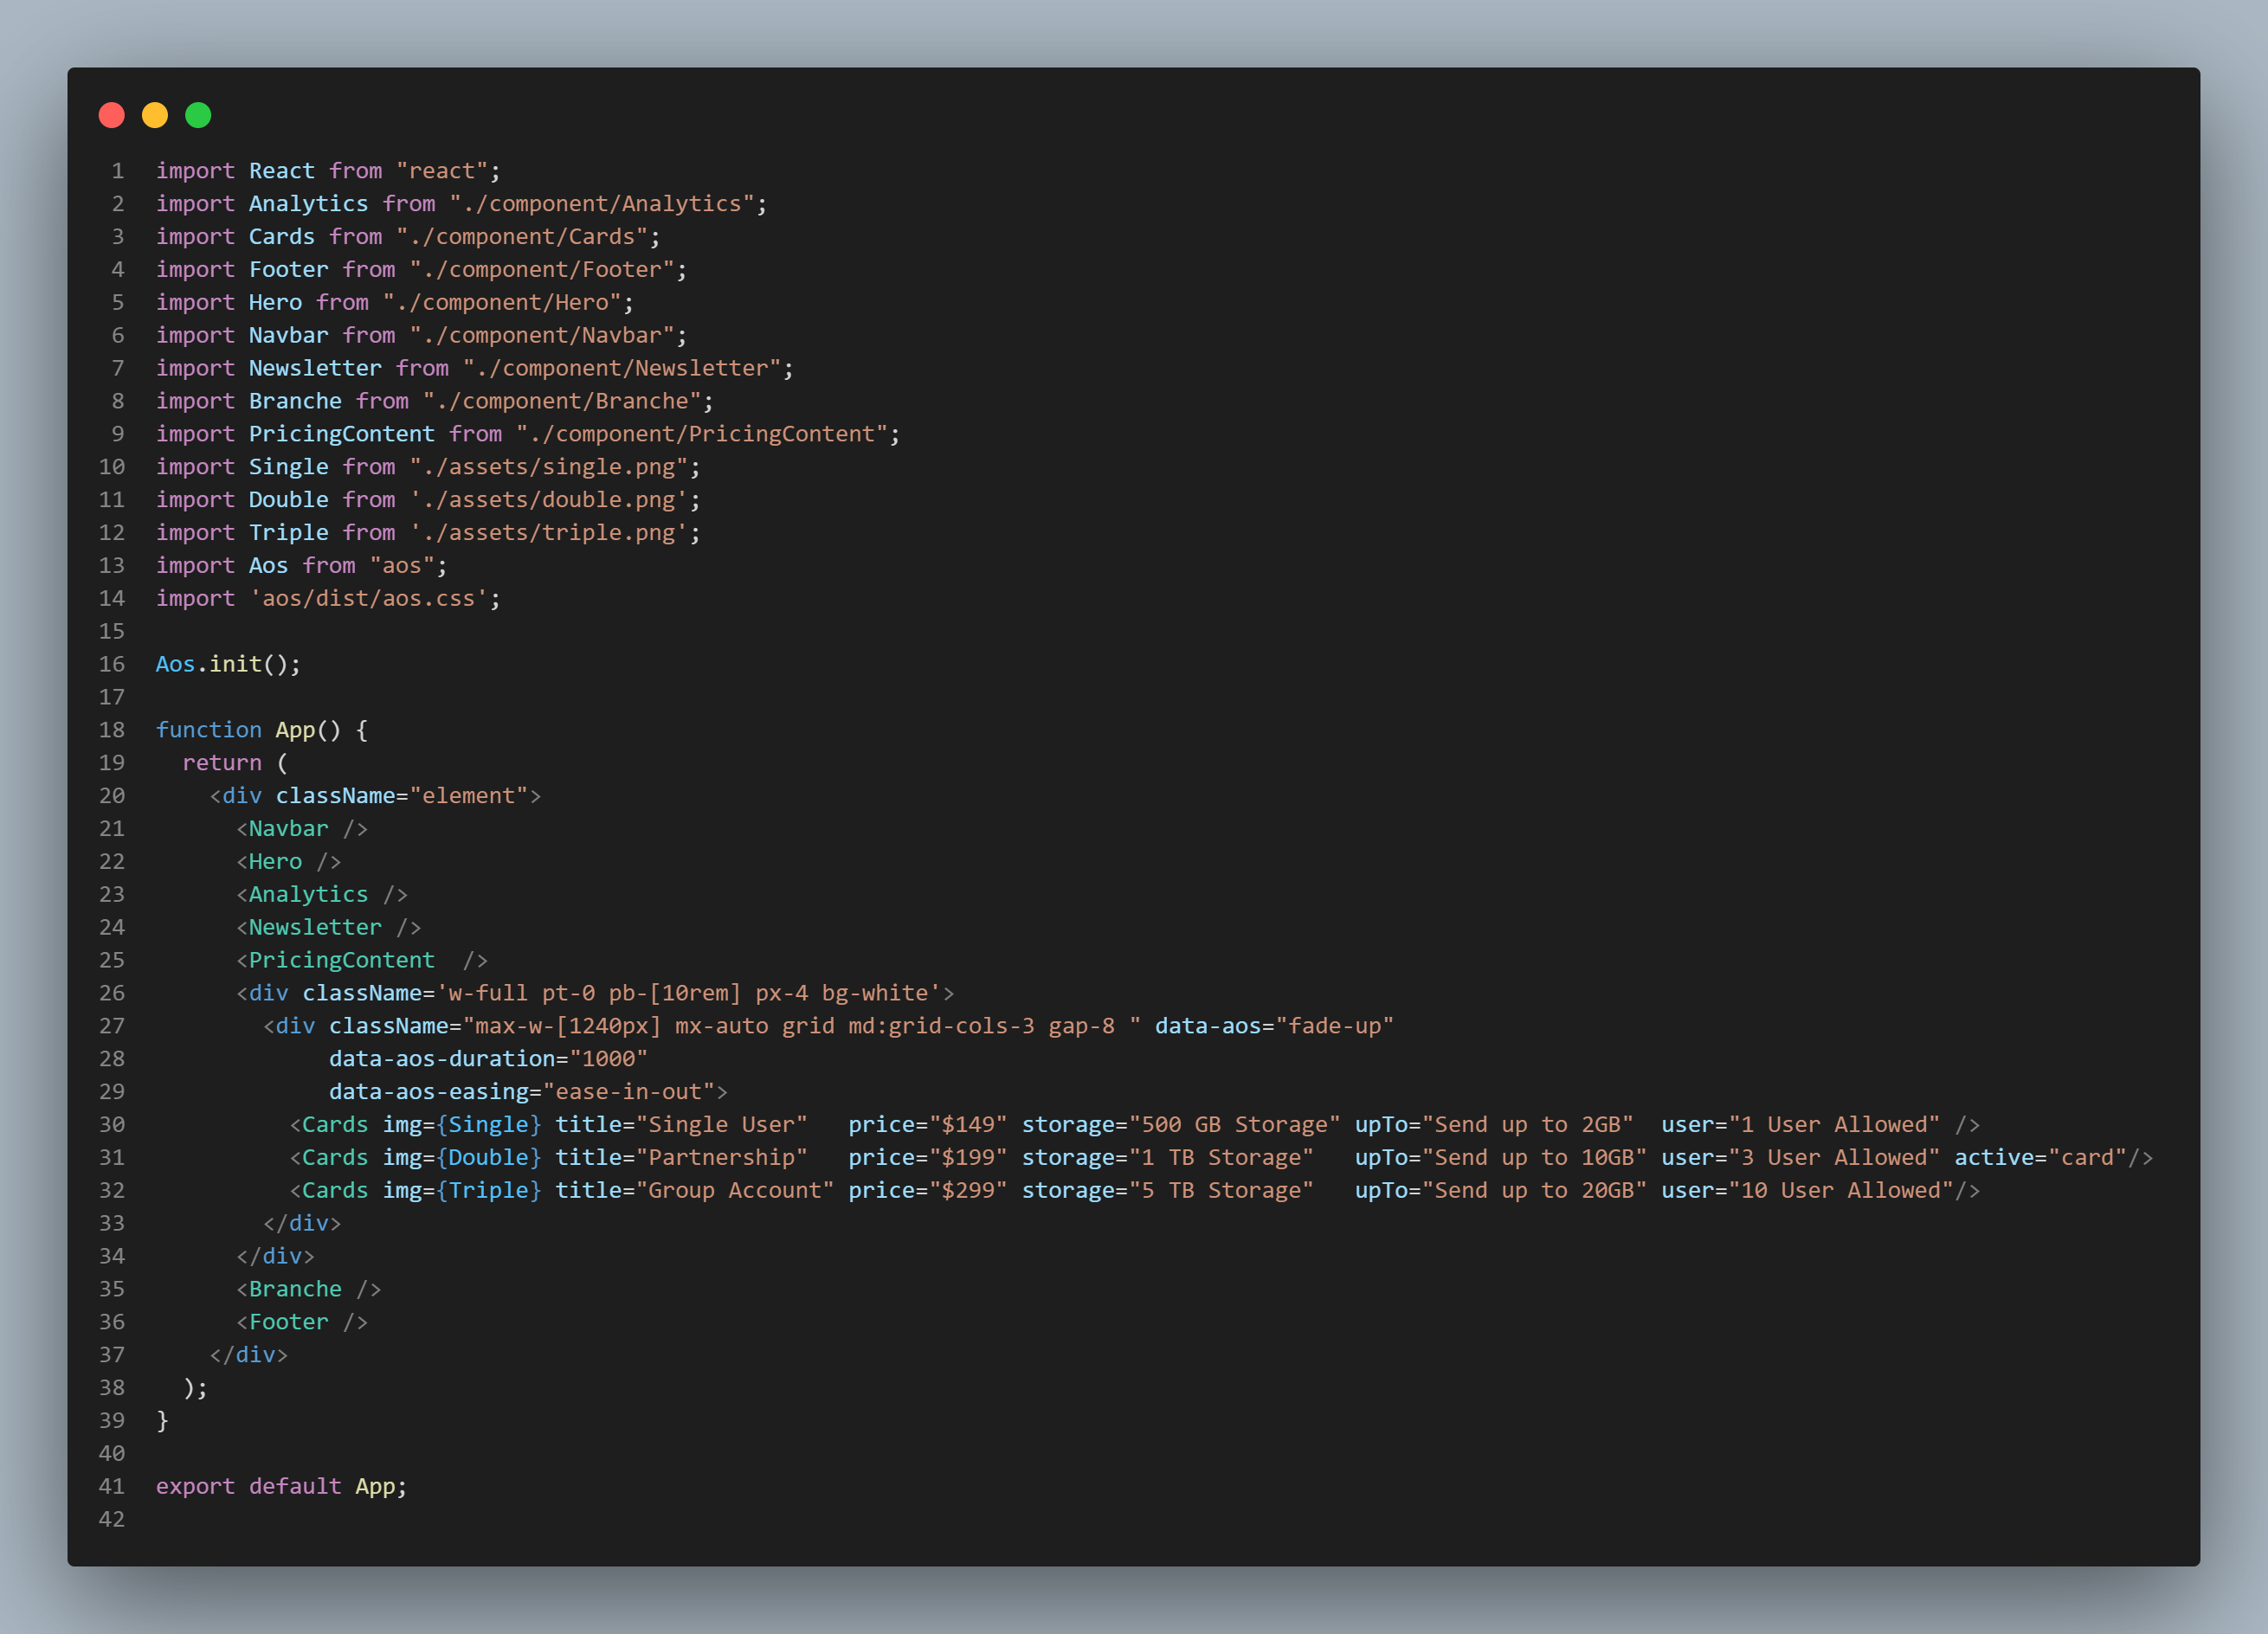 1 import React from "react";
2 import Analytics from "./component/Analytics";
3 import Cards from "./component/Cards";
4 import Footer from "./component/Footer";
5 import Hero from "./component/Hero";
6 import Navbar from "./component/Navbar";
7 import Newsletter from "./component/Newsletter";
8 import Branche from "./component/Branche";
9 import PricingContent from "./component/PricingContent";
10 import Single from "./assets/single.png";
11 import Double from './assets/double.png';
12 import Triple from './assets/triple.png';
13 import Aos from "aos";
14 import 'aos/dist/aos.css';
15
16 Aos.init();
17
18 function App() {
19   return (
20     <div className="element">
21       <Navbar />
22       <Hero />
23       <Analytics />
24       <Newsletter />
25       <PricingContent  />
26       <div className='w-full pt-0 pb-[10rem] px-4 bg-white'>
27         <div className="max-w-[1240px] mx-auto grid md:grid-cols-3 gap-8 " data-aos="fade-up"
28              data-aos-duration="1000"
29              data-aos-easing="ease-in-out">
30           <Cards img={Single} title="Single User"   price="$149" storage="500 GB Storage" upTo="Send up to 2GB"  user="1 User Allowed" />
31           <Cards img={Double} title="Partnership"   price="$199" storage="1 TB Storage"   upTo="Send up to 10GB" user="3 User Allowed" active="card"/>
32           <Cards img={Triple} title="Group Account" price="$299" storage="5 TB Storage"   upTo="Send up to 20GB" user="10 User Allowed"/>
33         </div>
34       </div>
35       <Branche />
36       <Footer />
37     </div>
38   );
39 }
40
41 export default App;
42